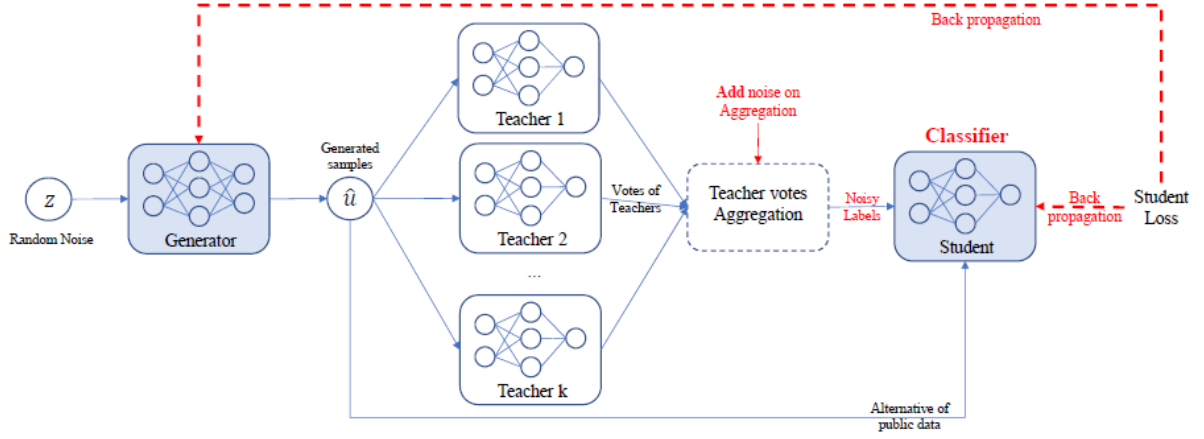 Back propagation
Add noise on
Aggregation
Teacher 1
Generated
samples
Classifier
z
û
Votes of
Teachers
Teacher votes
Aggregation
Noisy
Labels
Back
propagation
Student
Loss
Random Noise
Generator
Teacher 2
Student
...
Teacher k
Alternative of
public data